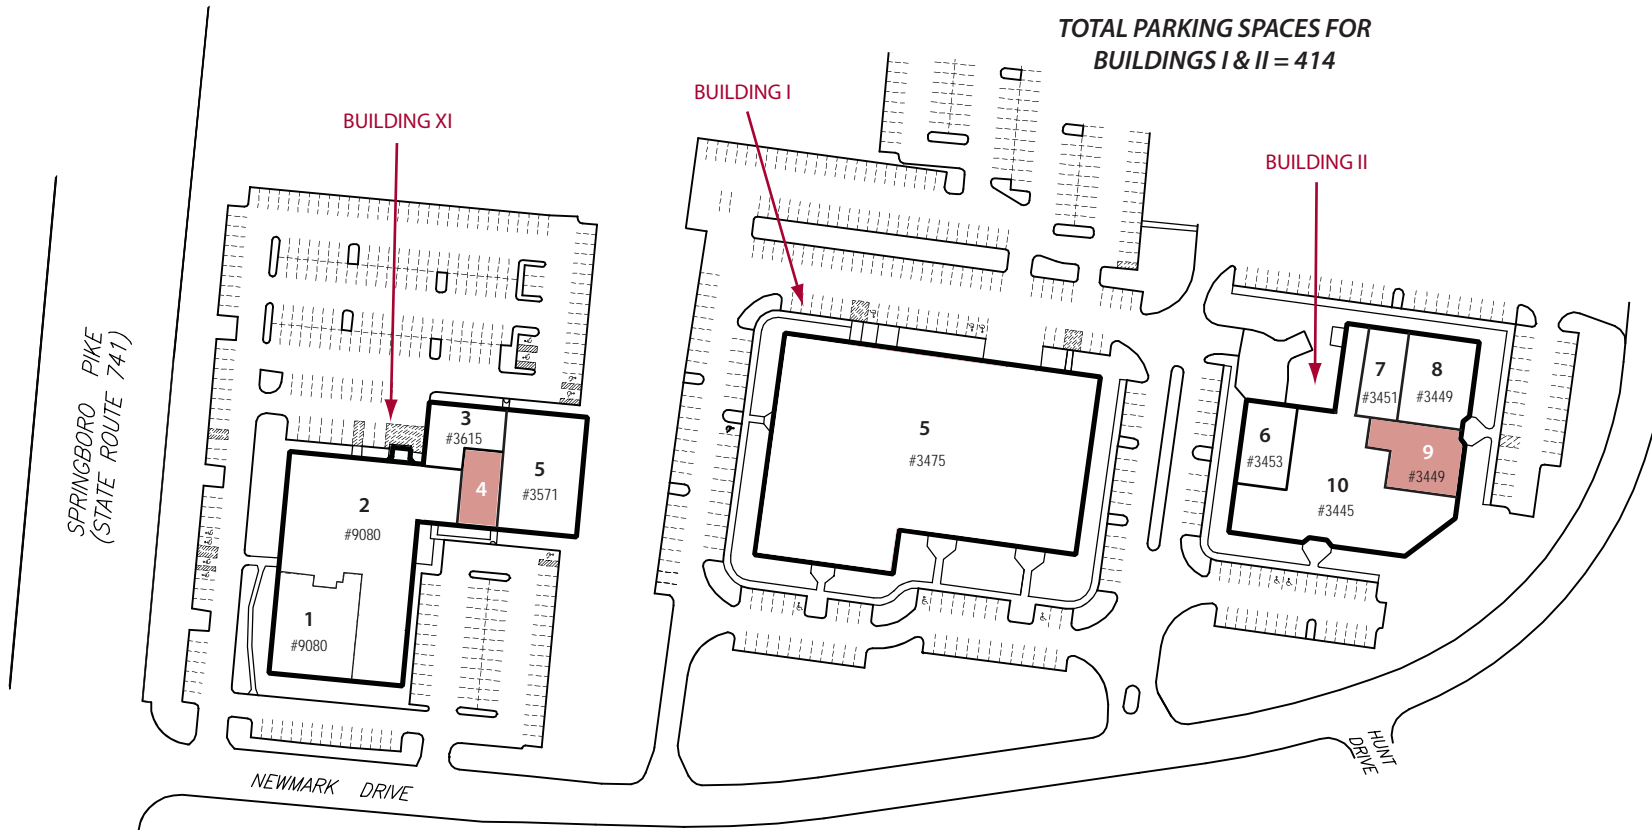 TOTAL PARKING SPACES FOR
BUILDINGS I & II = 414
BUILDING XI
BUILDING I
BUILDING II
SPRINGBORO PIKE
(STATE ROUTE 741)
3
#3615
4
5
#3571
2
#9080
1
#9080
5
#3475
7
#3451
8
#3449
6
#3453
9
#3449
10
#3445
NEWMARK DRIVE
HUNT
DRIVE